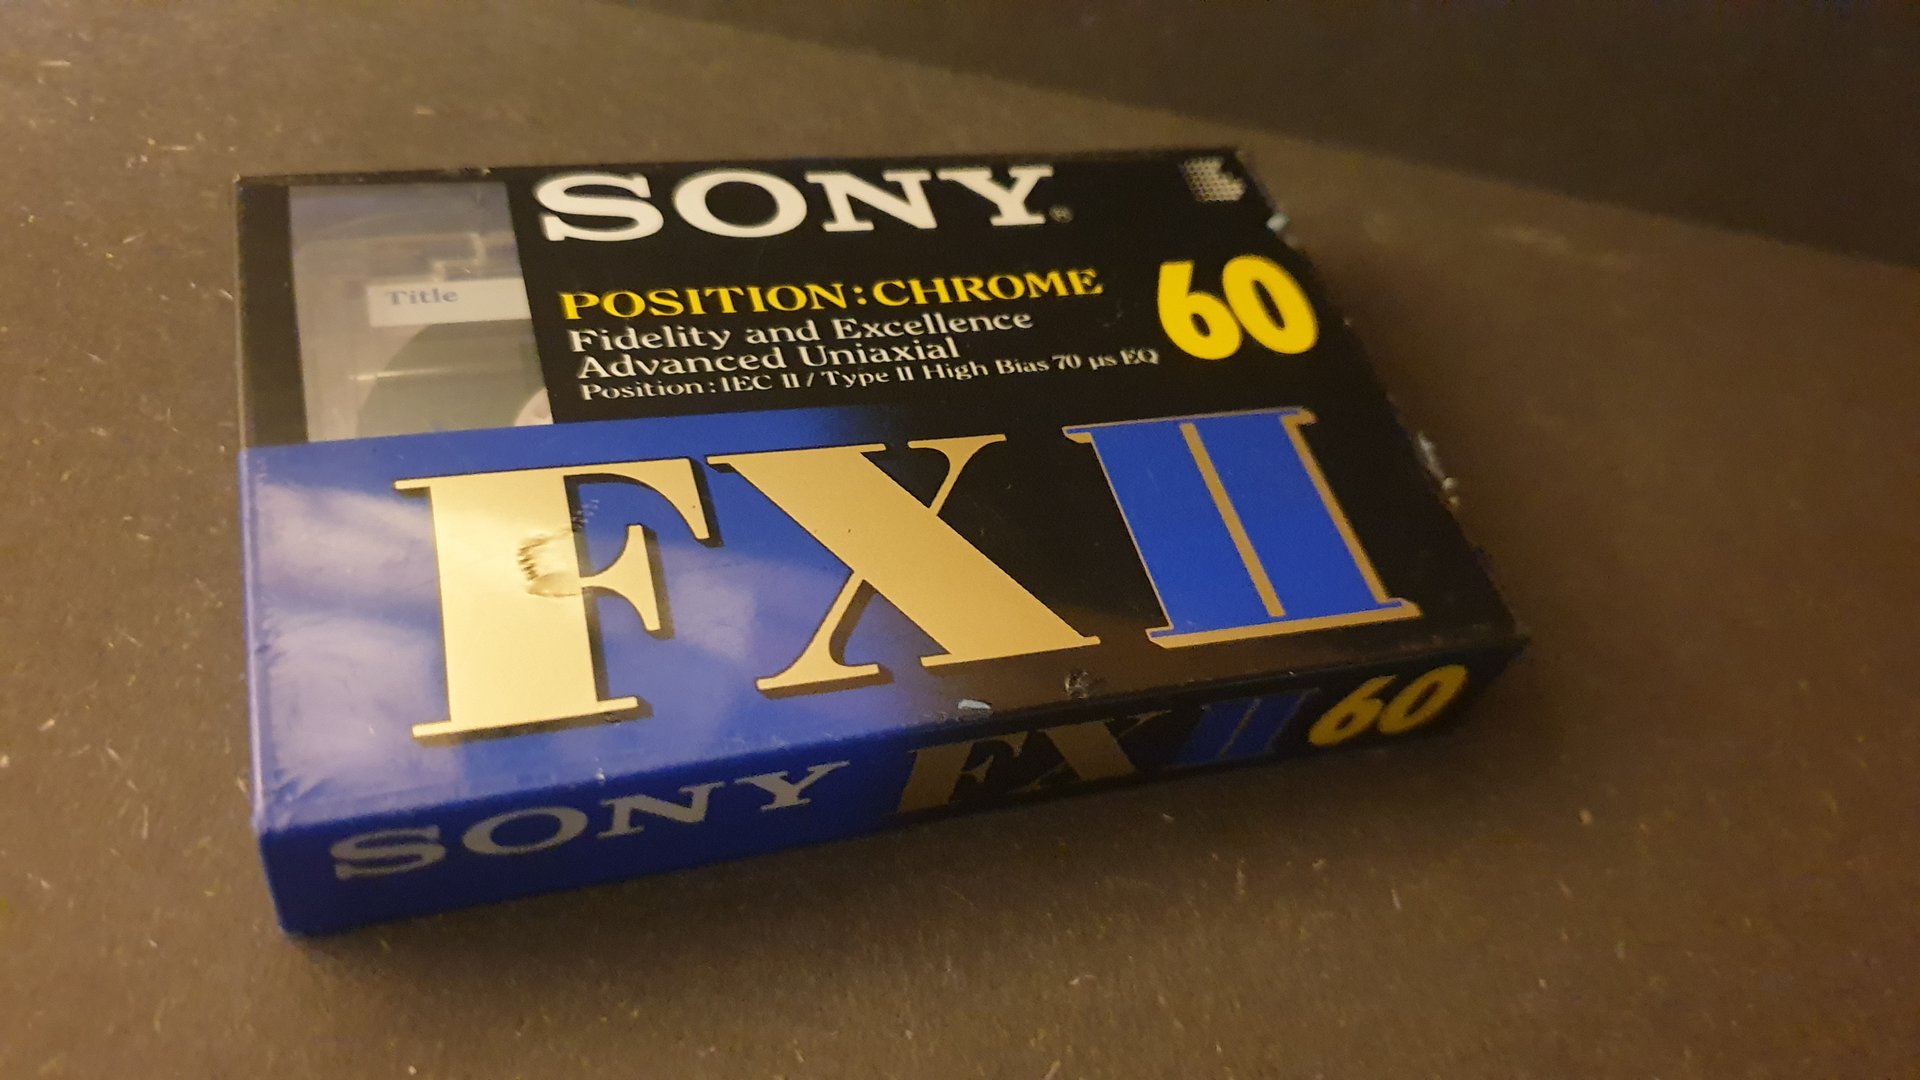 SONY®
Title
POSITION:CHROME
60
Fidelity and Excellence
Advanced Uniaxial
Position:IEC II/Type II High Bias 70 µs EQ
FX II
SONY FX II 60